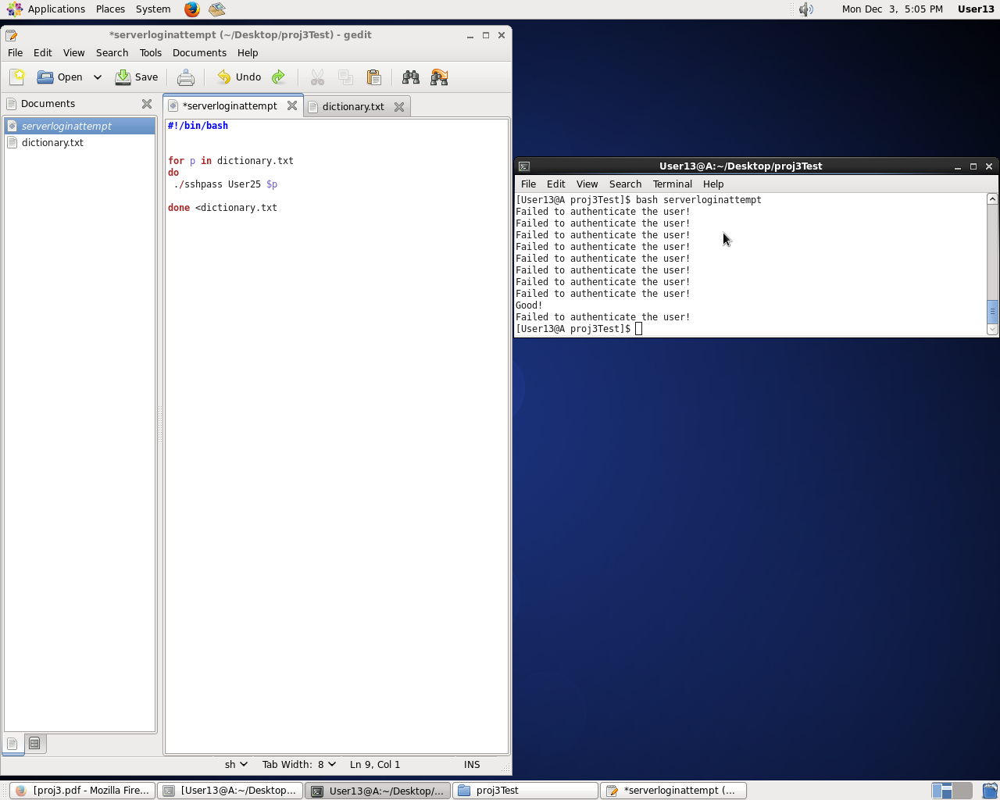 Applications Places System Mon Dec 3, 5:05 PM User13
*serverloginattempt (~/Desktop/proj3Test) - gedit
File Edit View Search Tools Documents Help
Open Save Undo
Documents
serverloginattempt
dictionary.txt
*serverloginattempt dictionary.txt
#!/bin/bash
for p in dictionary.txt
do
./sshpass User25 $p
done <dictionary.txt
sh Tab Width: 8 Ln 9, Col 1 INS
User13@A:~/Desktop/proj3Test
File Edit View Search Terminal Help
[User13@A proj3Test]$ bash serverloginattempt
Failed to authenticate the user!
Failed to authenticate the user!
Failed to authenticate the user!
Failed to authenticate the user!
Failed to authenticate the user!
Failed to authenticate the user!
Failed to authenticate the user!
Failed to authenticate the user!
Good!
Failed to authenticate the user!
[User13@A proj3Test]$
[proj3.pdf - Mozilla Fire... [User13@A:~/Desktop... User13@A:~/Desktop/... proj3Test *serverloginattempt (...